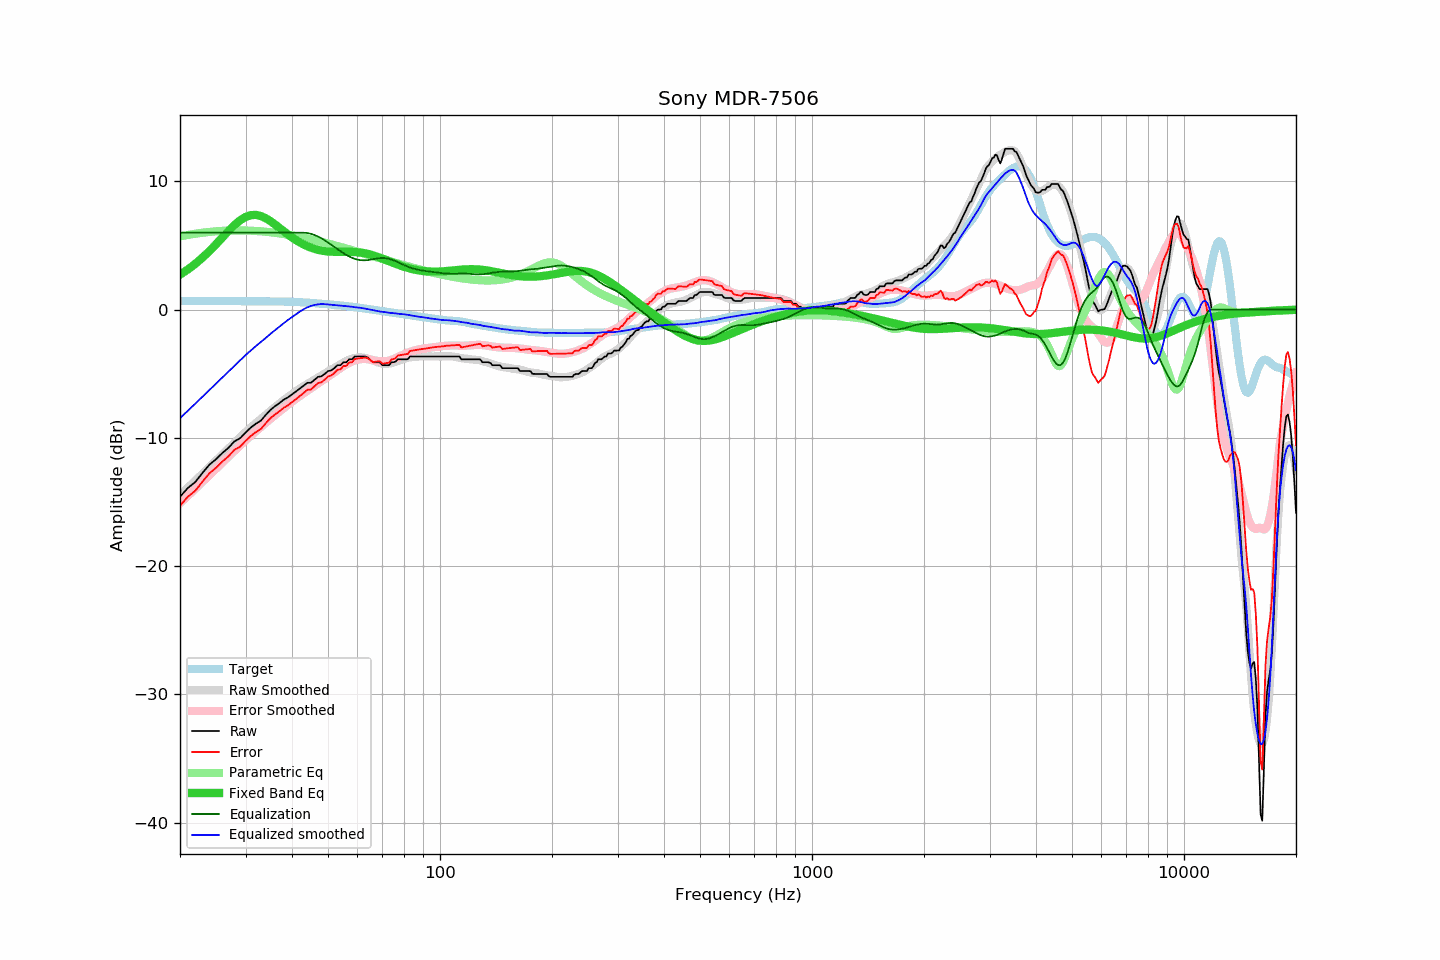 Sony MDR-7506
10
0
−10
−20
−30
−40
Amplitude (dBr)
Target
Raw Smoothed
Error Smoothed
Raw
Error
Parametric Eq
Fixed Band Eq
Equalization
Equalized smoothed
100
1000
10000
Frequency (Hz)